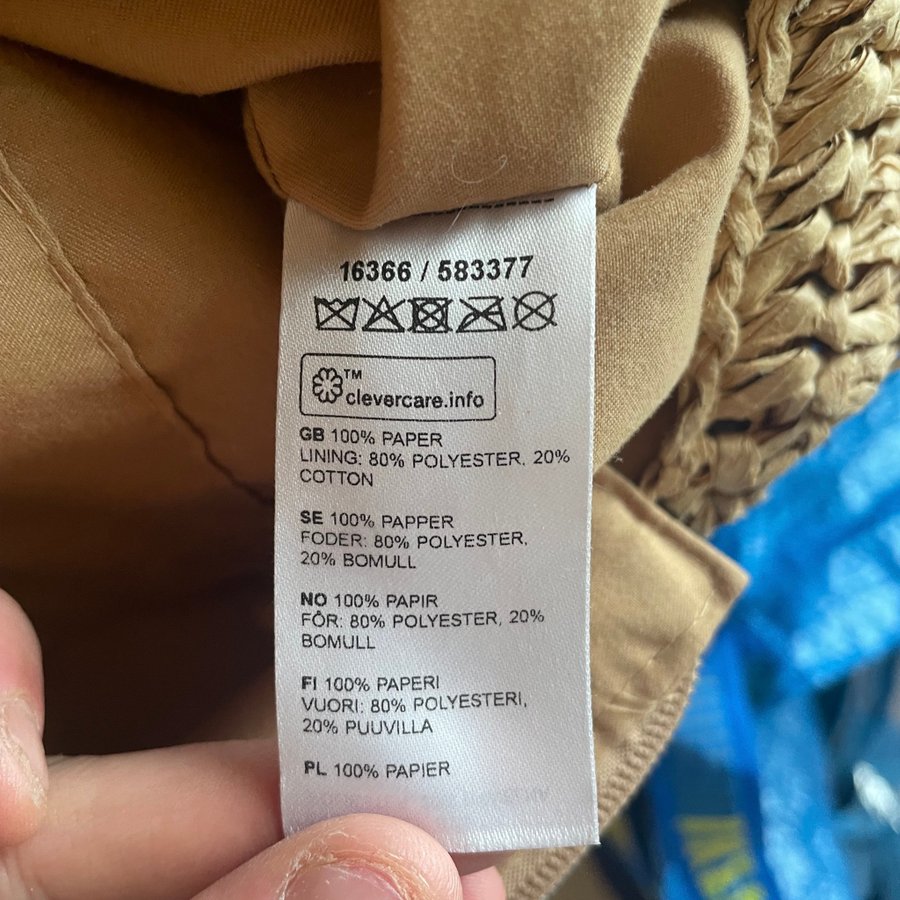 16366 / 583377
™
clevercare.info
GB 100% PAPER
LINING: 80% POLYESTER. 20%
COTTON
SE 100% PAPPER
FODER: 80% POLYESTER,
20% BOMULL
NO 100% PAPIR
FÔR: 80% POLYESTER, 20%
BOMULL
FI 100% PAPERI
VUORI: 80% POLYESTERI,
20% PUUVILLA
PL 100% PAPIER